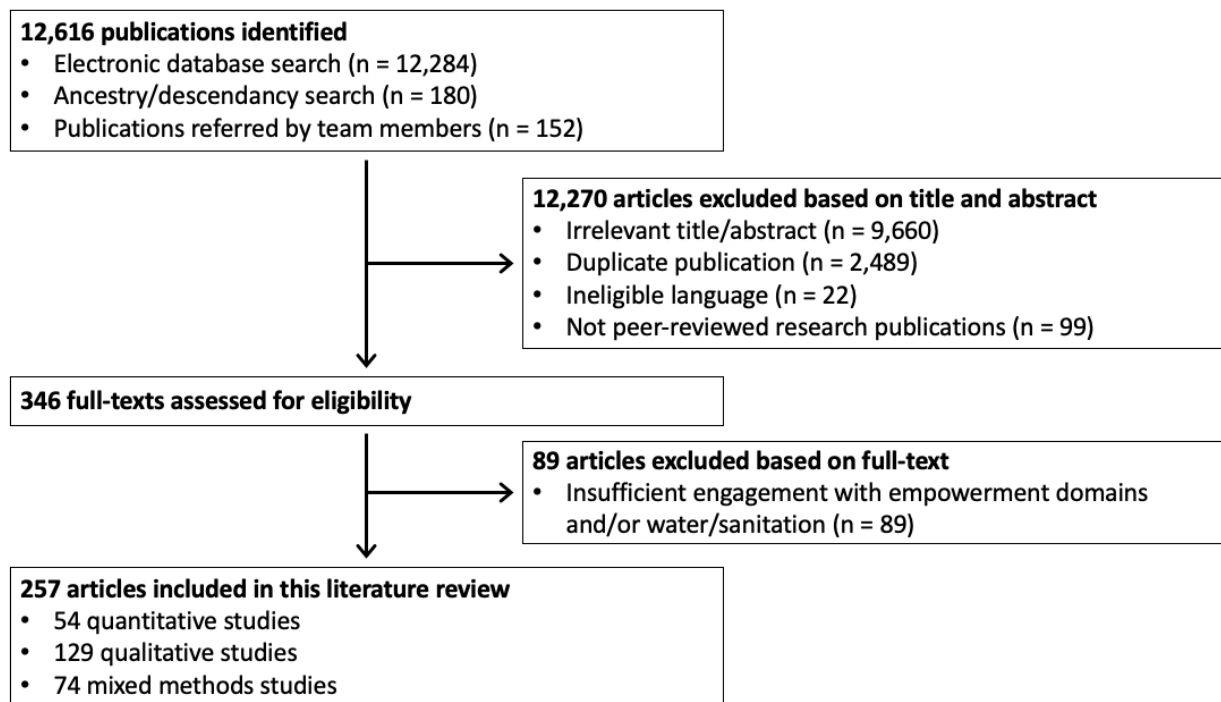 12,616 publications identified
• Electronic database search (n = 12,284)
• Ancestry/descendancy search (n = 180)
• Publications referred by team members (n = 152)
12,270 articles excluded based on title and abstract
• Irrelevant title/abstract (n = 9,660)
• Duplicate publication (n = 2,489)
• Ineligible language (n = 22)
• Not peer-reviewed research publications (n = 99)
346 full-texts assessed for eligibility
89 articles excluded based on full-text
• Insufficient engagement with empowerment domains
and/or water/sanitation (n = 89)
257 articles included in this literature review
• 54 quantitative studies
• 129 qualitative studies
• 74 mixed methods studies